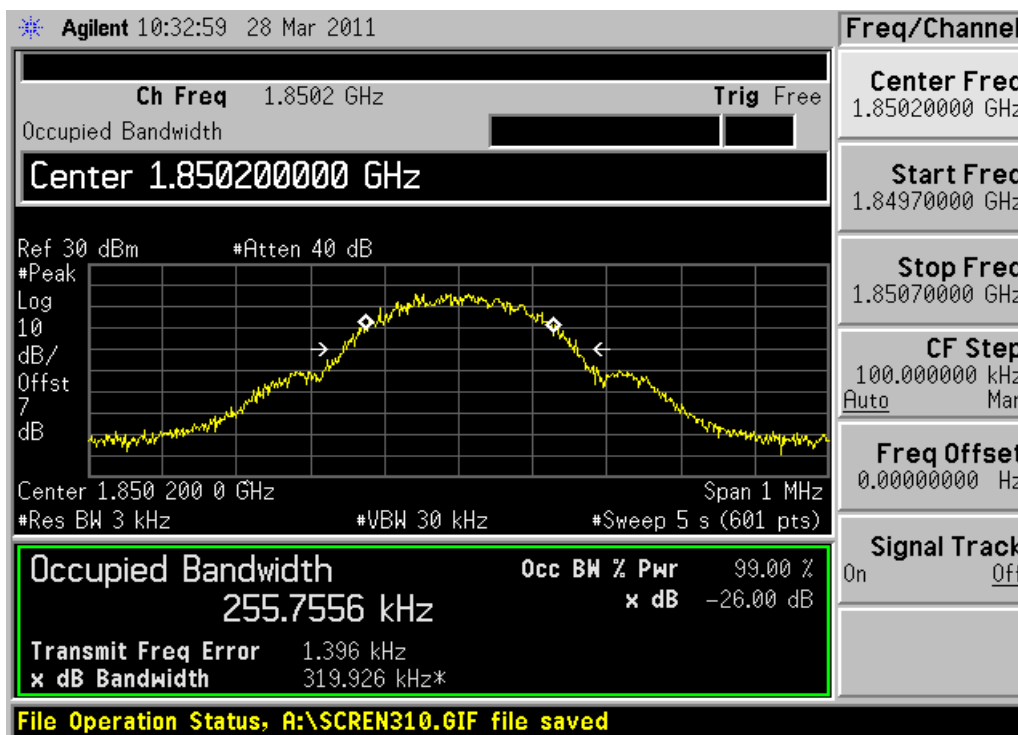 Agilent 10:32:59 28 Mar 2011
Freq/Channel
Ch Freq 1.8502 GHz
Trig Free
Occupied Bandwidth
Center 1.850200000 GHz
Ref 30 dBm
#Atten 40 dB
#Peak
Log
10
dB/
Offst
7
dB
Center 1.850 200 0 GHz
Span 1 MHz
#Res BW 3 kHz
#VBW 30 kHz
#Sweep 5 s (601 pts)
Occupied Bandwidth
255.7556 kHz
Occ BW % Pwr 99.00 %
x dB -26.00 dB
Transmit Freq Error 1.396 kHz
x dB Bandwidth 319.926 kHz*
File Operation Status, A:\SCREN310.GIF file saved
Center Freq
1.85020000 GHz
Start Freq
1.84970000 GHz
Stop Freq
1.85070000 GHz
CF Step
100.000000 kHz
Auto Man
Freq Offset
0.00000000 Hz
Signal Track
On Off